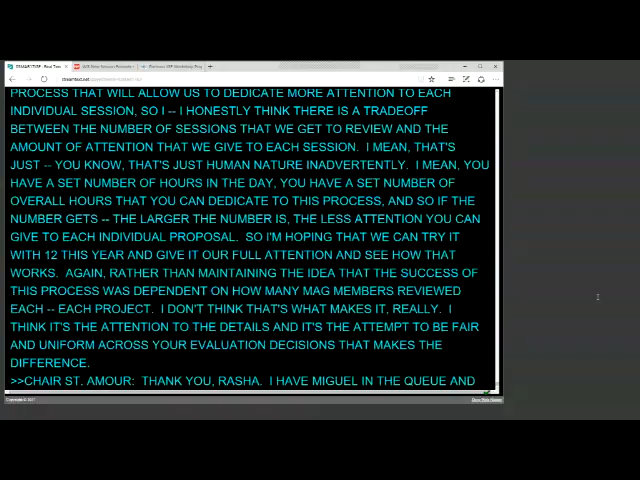 PROCESS THAT WILL ALLOW US TO DEDICATE MORE ATTENTION TO EACH
INDIVIDUAL SESSION, SO I -- I HONESTLY THINK THERE IS A TRADEOFF
BETWEEN THE NUMBER OF SESSIONS THAT WE GET TO REVIEW AND THE
AMOUNT OF ATTENTION THAT WE GIVE TO EACH SESSION.  I MEAN, THAT'S
JUST -- YOU KNOW, THAT'S JUST HUMAN NATURE INADVERTENTLY.  I MEAN, YOU
HAVE A SET NUMBER OF HOURS IN THE DAY, YOU HAVE A SET NUMBER OF
OVERALL HOURS THAT YOU CAN DEDICATE TO THIS PROCESS, AND SO IF THE
NUMBER GETS -- THE LARGER THE NUMBER IS, THE LESS ATTENTION YOU CAN
GIVE TO EACH INDIVIDUAL PROPOSAL.  SO I'M HOPING THAT WE CAN TRY IT
WITH 12 THIS YEAR AND GIVE IT OUR FULL ATTENTION AND SEE HOW THAT
WORKS.  AGAIN, RATHER THAN MAINTAINING THE IDEA THAT THE SUCCESS OF
THIS PROCESS WAS DEPENDENT ON HOW MANY MAG MEMBERS REVIEWED
EACH -- EACH PROJECT.  I DON'T THINK THAT'S WHAT MAKES IT, REALLY.  I
THINK IT'S THE ATTENTION TO THE DETAILS AND IT'S THE ATTEMPT TO BE FAIR
AND UNIFORM ACROSS YOUR EVALUATION DECISIONS THAT MAKES THE
DIFFERENCE.
>>CHAIR ST. AMOUR:  THANK YOU, RASHA.  I HAVE MIGUEL IN THE QUEUE AND